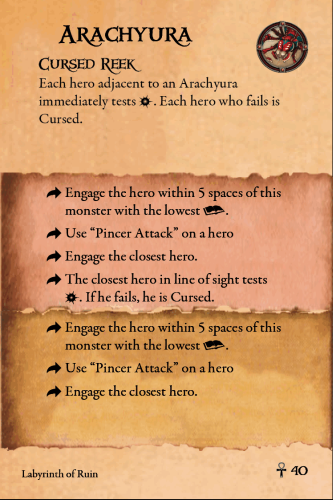 Arachyura
Cursed Reek
Each hero adjacent to an Arachyura
immediately tests . Each hero who fails is
Cursed.
Engage the hero within 5 spaces of this
monster with the lowest .
Use “Pincer Attack” on a hero
Engage the closest hero.
The closest hero in line of sight tests
. If he fails, he is Cursed.
Engage the hero within 5 spaces of this
monster with the lowest .
Use “Pincer Attack” on a hero
Engage the closest hero.
Labyrinth of Ruin
40